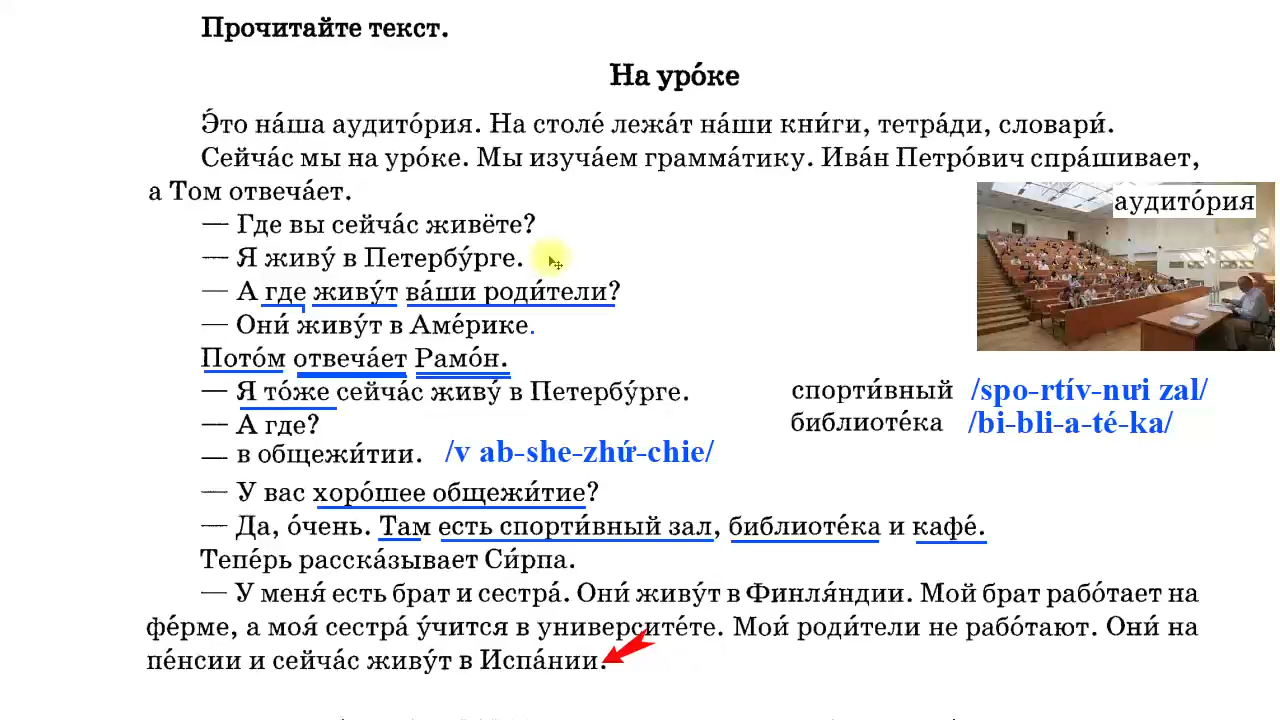 Прочитайте текст.
На уро́ке
Э́то на́ша аудито́рия. На столе́ лежа́т на́ши кни́ги, тетра́ди, словари́.
Сейча́с мы на уро́ке. Мы изуча́ем грамма́тику. Ива́н Петро́вич спра́шивает,
а Том отвеча́ет.
аудито́рия
— Где вы сейча́с живёте?
— Я живу́ в Петербу́рге.
— А где живу́т ва́ши роди́тели?
— Они́ живу́т в Аме́рике.
Пото́м отвеча́ет Рамо́н.
— Я то́же сейча́с живу́ в Петербу́рге.
спорти́вный /spo-rtív-nưi zal/
— А где?
библиоте́ка /bi-bli-a-té-ka/
— в общежи́тии. /v ab-she-zhứ-chie/
— У вас хоро́шее общежи́тие?
— Да, о́чень. Там есть спорти́вный зал, библиоте́ка и кафе́.
Тепе́рь расска́зывает Си́рпа.
— У меня́ есть брат и сестра́. Они́ живу́т в Финля́ндии. Мой брат рабо́тает на
фе́рме, а моя́ сестра́ у́чится в университе́те. Мои́ роди́тели не рабо́тают. Они́ на
пе́нсии и сейча́с живу́т в Испа́нии.